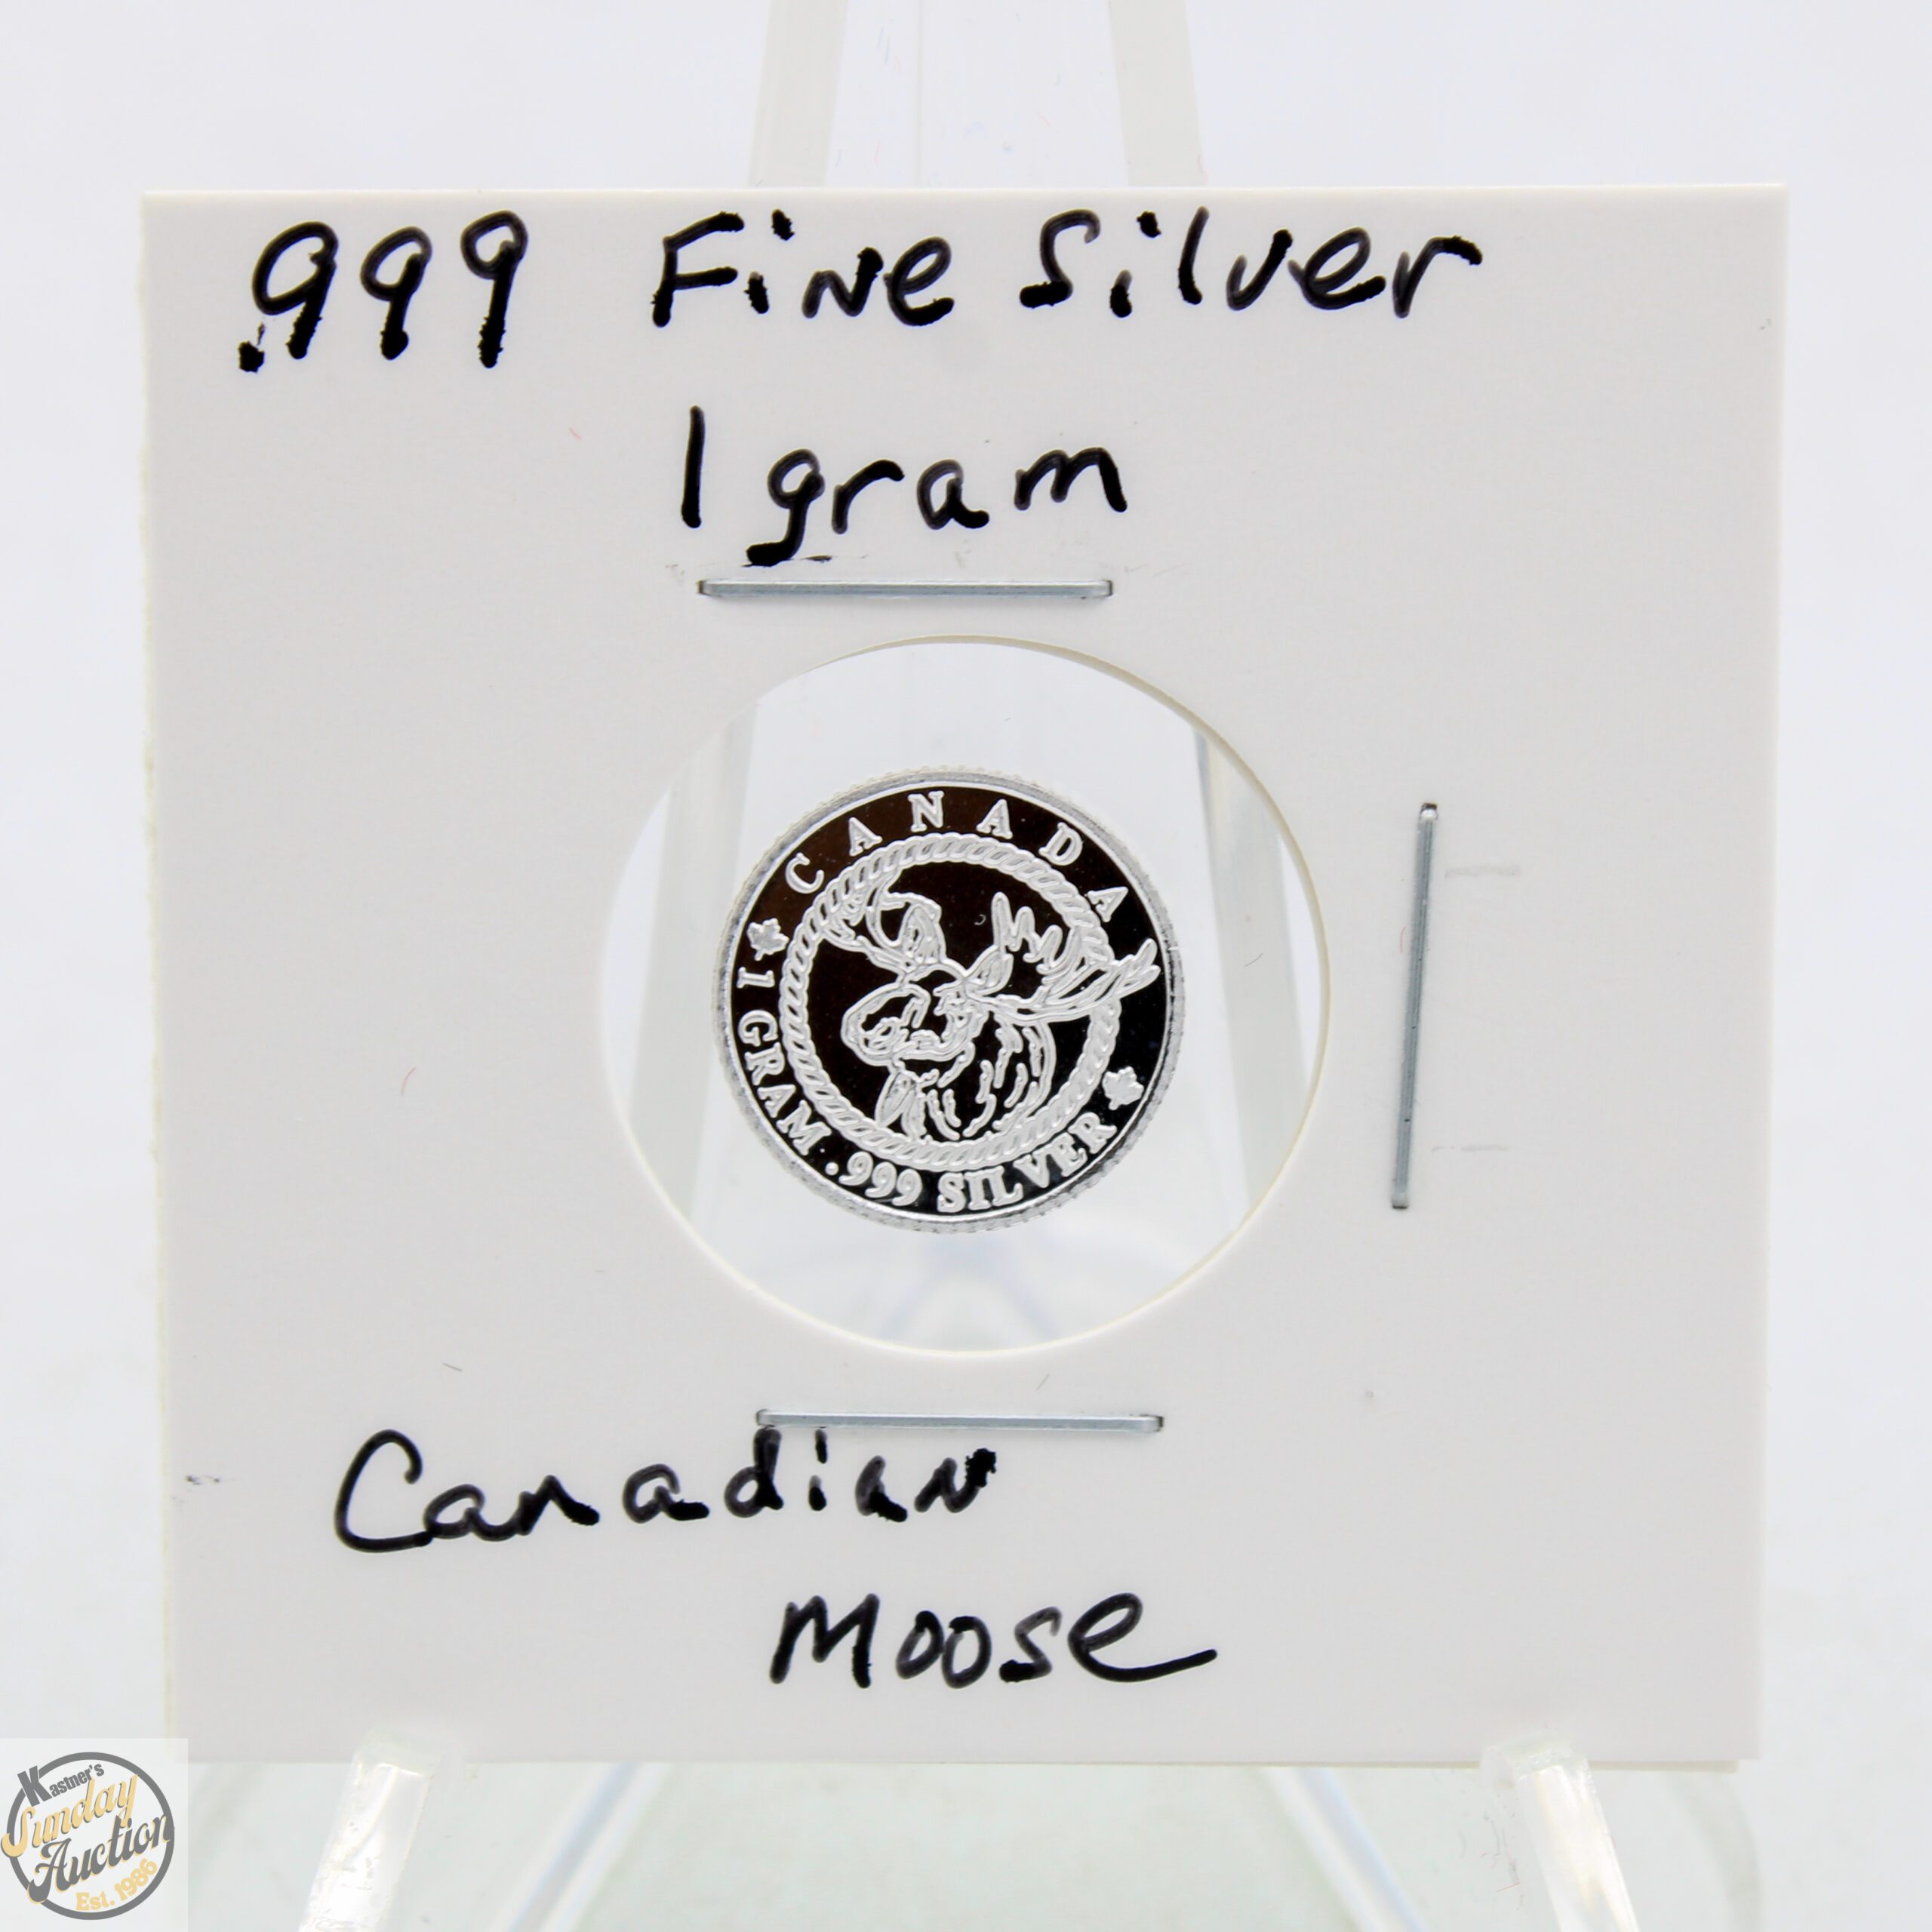 .999 Fine Silver
1 gram
CANADA
1 GRAM .999 SILVER
Canadian
Moose
Kastner's
Sunday
Auction
Est. 1986